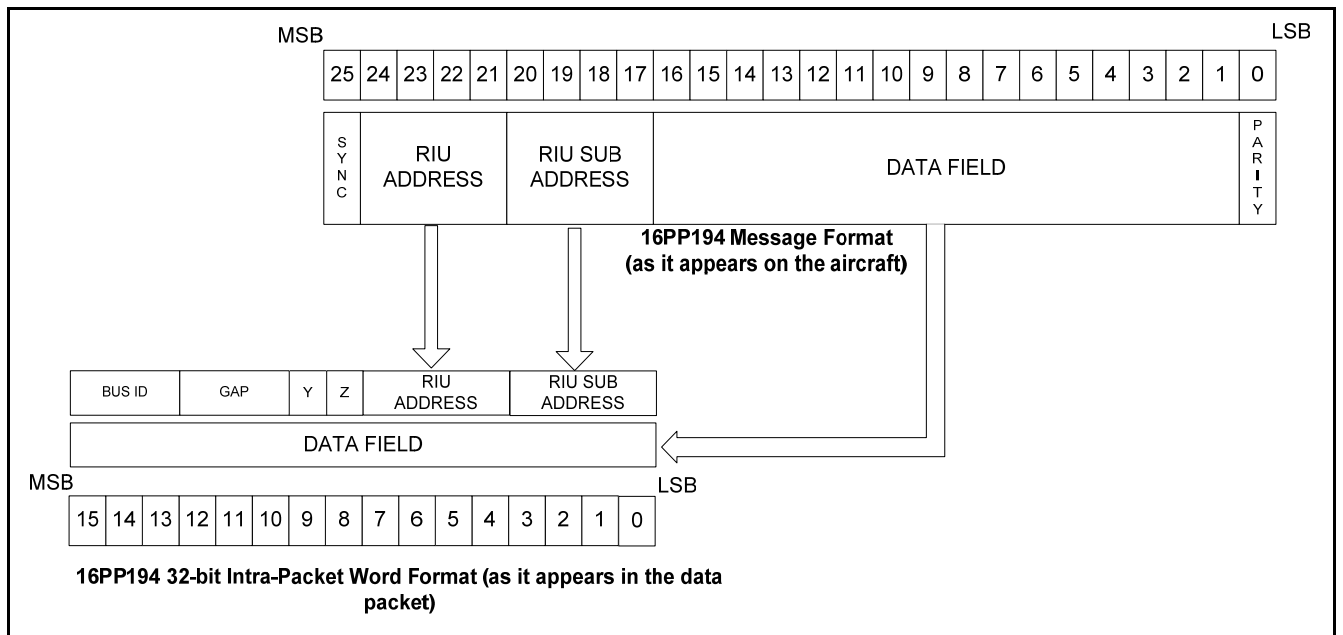 MSB LSB
25 24 23 22 21 20 19 18 17 16 15 14 13 12 11 10 9 8 7 6 5 4 3 2 1 0
SYNC
RIU
ADDRESS
RIU SUB
ADDRESS
DATA FIELD
PARITY
16PP194 Message Format
(as it appears on the aircraft)
BUS ID GAP Y Z
RIU
ADDRESS
RIU SUB
ADDRESS
DATA FIELD
MSB LSB
15 14 13 12 11 10 9 8 7 6 5 4 3 2 1 0
16PP194 32-bit Intra-Packet Word Format (as it appears in the data
packet)